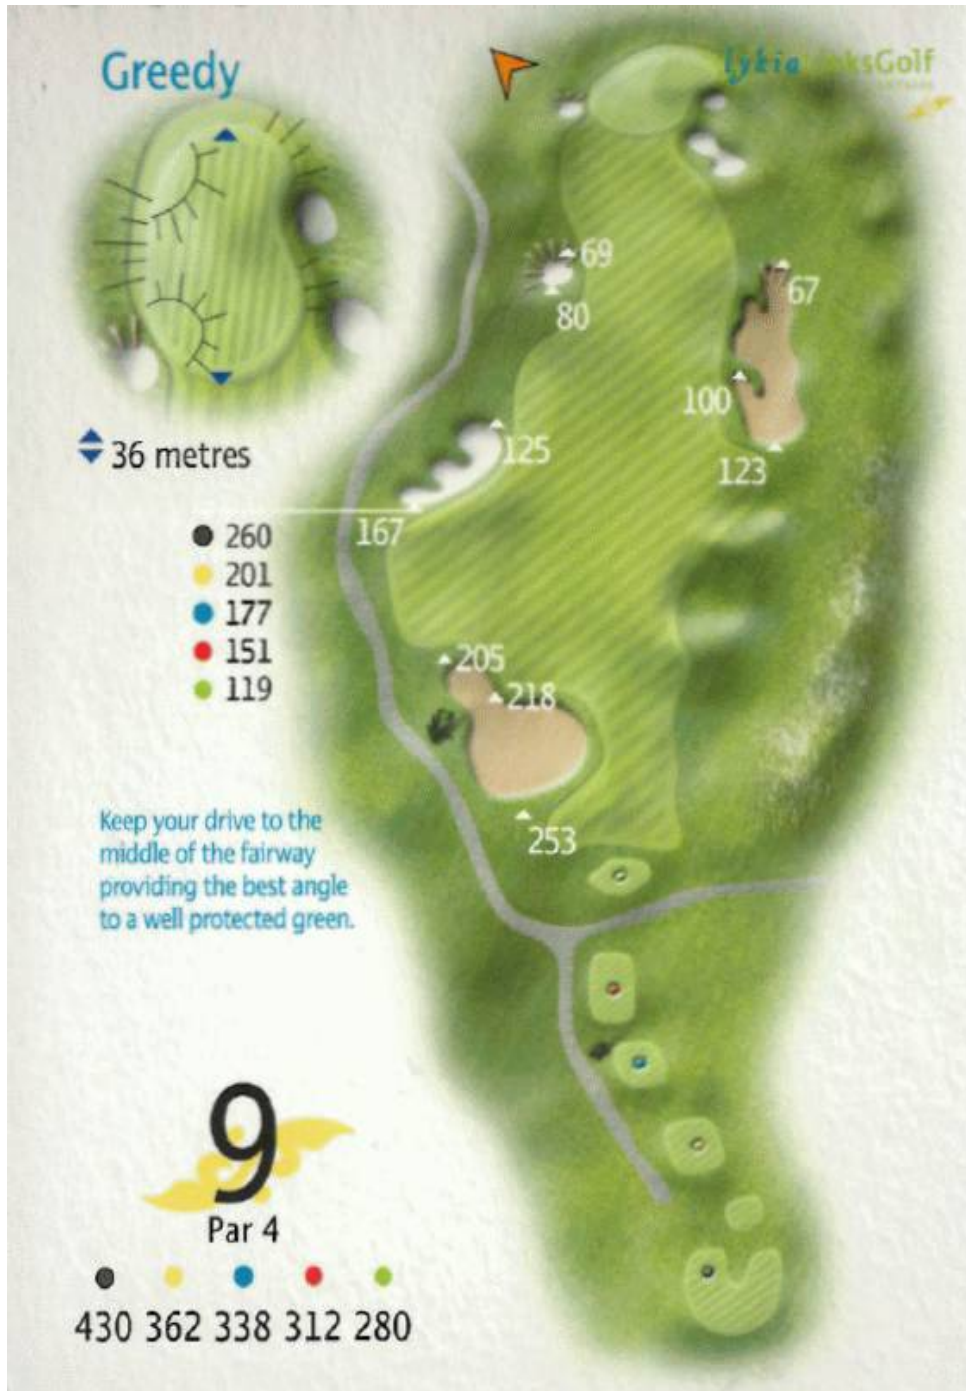 Greedy
lykia LinksGolf
36 metres
69
80
67
100
125
123
167
260
201
177
151
119
205
218
253
Keep your drive to the
middle of the fairway
providing the best angle
to a well protected green.
9
Par 4
430 362 338 312 280